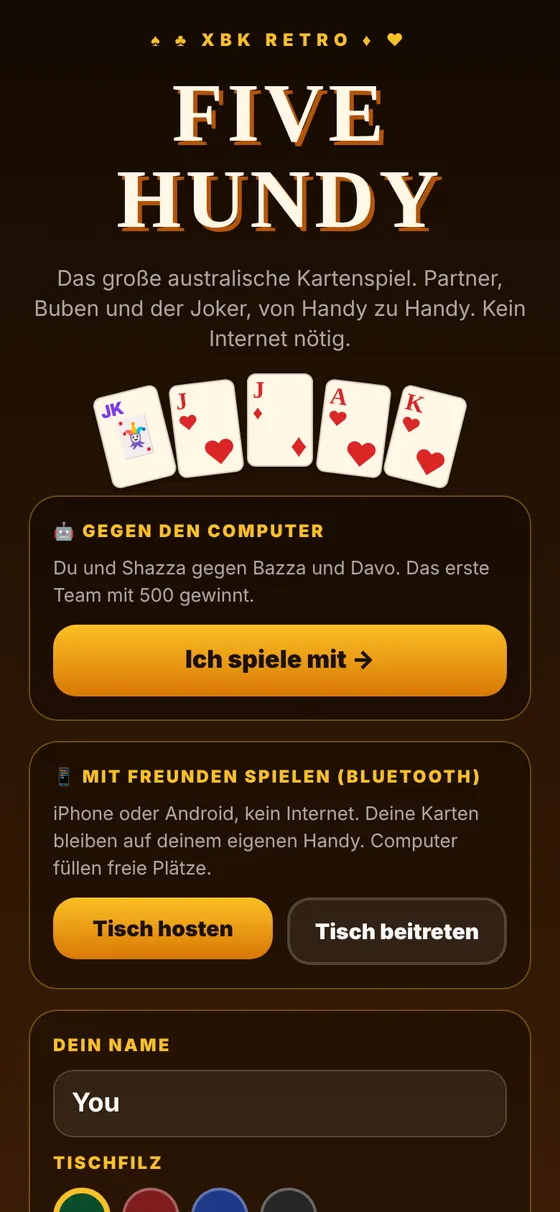 ♠ ♣ XBK RETRO ♦ ♥
FIVE
HUNDY
Das große australische Kartenspiel. Partner,
Buben und der Joker, von Handy zu Handy. Kein
Internet nötig.
JK
J
J
A
K
🤖 GEGEN DEN COMPUTER
Du und Shazza gegen Bazza und Davo. Das erste
Team mit 500 gewinnt.
Ich spiele mit →
📱 MIT FREUNDEN SPIELEN (BLUETOOTH)
iPhone oder Android, kein Internet. Deine Karten
bleiben auf deinem eigenen Handy. Computer
füllen freie Plätze.
Tisch hosten
Tisch beitreten
DEIN NAME
You
TISCHFILZ